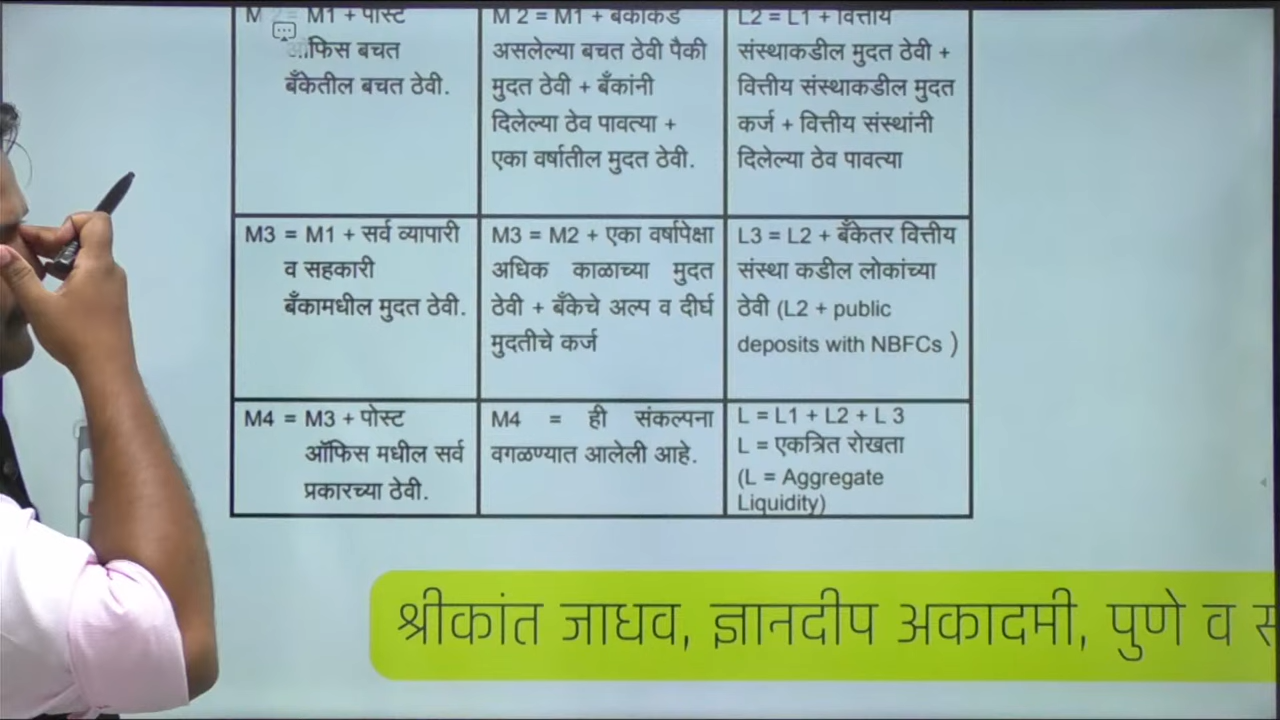 M 2 = M1 + पोस्ट
ऑफिस बचत
बँकेतील बचत ठेवी.
M 2 = M1 + बँकांकडे
असलेल्या बचत ठेवी पैकी
मुदत ठेवी + बँकांनी
दिलेल्या ठेव पावत्या +
एका वर्षातील मुदत ठेवी.
L2 = L1 + वित्तीय
संस्थाकडील मुदत ठेवी +
वित्तीय संस्थाकडील मुदत
कर्ज + वित्तीय संस्थांनी
दिलेल्या ठेव पावत्या
M3 = M1 + सर्व व्यापारी
व सहकारी
बँकामधील मुदत ठेवी.
M3 = M2 + एका वर्षापेक्षा
अधिक काळाच्या मुदत
ठेवी + बँकेचे अल्प व दीर्घ
मुदतीचे कर्ज
L3 = L2 + बँकेतर वित्तीय
संस्था कडील लोकांच्या
ठेवी (L2 + public
deposits with NBFCs )
M4 = M3 + पोस्ट
ऑफिस मधील सर्व
प्रकारच्या ठेवी.
M4 = ही संकल्पना
वगळण्यात आलेली आहे.
L = L1 + L2 + L 3
L = एकत्रित रोखता
(L = Aggregate
Liquidity)
श्रीकांत जाधव, ज्ञानदीप अकादमी, पुणे व